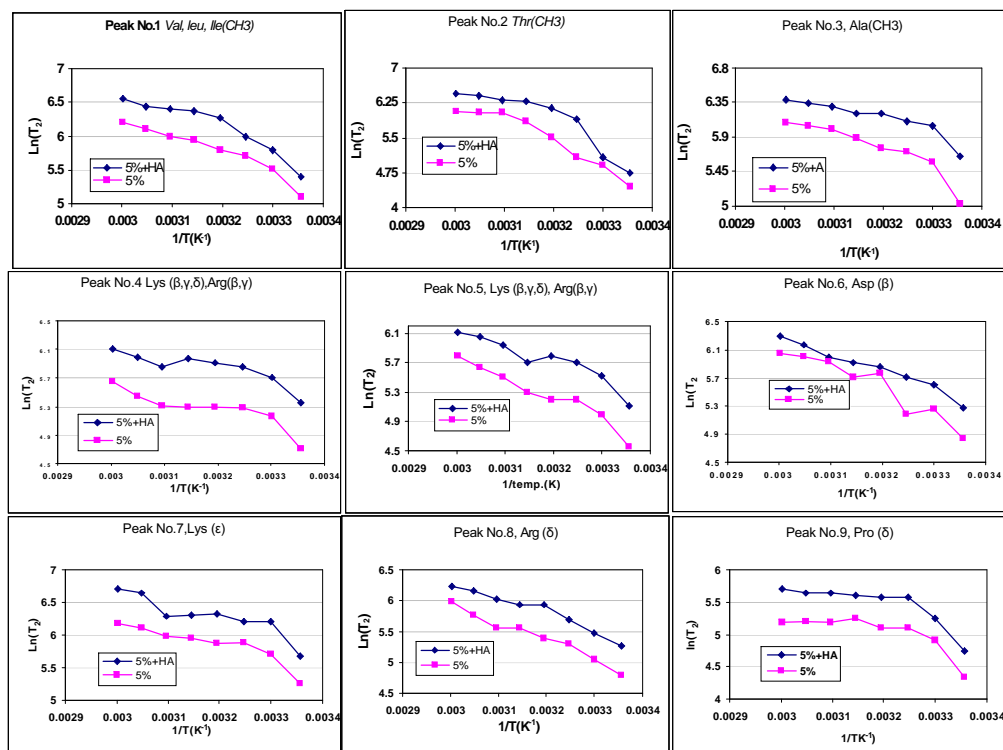 Peak No.1 Val, leu, Ile(CH3)
7
6.5
6
5.5
5
Ln(T2)
5%+HA
5%
0.0029 0.003 0.0031 0.0032 0.0033 0.0034
1/T(K-1)
Peak No.2 Thr(CH3)
7
6.25
5.5
4.75
4
Ln(T2)
5%+HA
5%
0.0029 0.003 0.0031 0.0032 0.0033 0.0034
1/T(K-1)
Peak No.3, Ala(CH3)
6.8
6.35
5.9
5.45
5
Ln(T2)
5%+A
5%
0.0029 0.003 0.0031 0.0032 0.0033 0.0034
1/T(K-1)
Peak No.4 Lys (β,γ,δ),Arg(β,γ)
6.5
6.1
5.7
5.3
4.9
4.5
Ln(T2)
5%+HA
5%
0.0029 0.003 0.0031 0.0032 0.0033 0.0034
1/T(K-1)
Peak No.5, Lys (β,γ,δ), Arg(β,γ)
6.1
5.7
5.3
4.9
4.5
Ln(T2)
5%+HA
5%
0.0029 0.003 0.0031 0.0032 0.0033 0.0034
1/temp.(K)
Peak No.6, Asp (β)
6.5
6.1
5.7
5.3
4.9
4.5
Ln(T2
5%+HA
5%
0.0029 0.003 0.0031 0.0032 0.0033 0.0034
1/T(K-1)
Peak No.7,Lys (ε)
7
6.5
6
5.5
5
Ln(T2)
5%+HA
5%
0.0029 0.003 0.0031 0.0032 0.0033 0.0034
1/T(K-1)
Peak No.8, Arg (δ)
6.5
6
5.5
5
4.5
Ln(T2)
5%+HA
5%
0.0029 0.003 0.0031 0.0032 0.0033 0.0034
1/T(K-1)
Peak No.9, Pro (δ)
6
5.5
5
4.5
4
ln(T2)
5%+HA
5%
0.0029 0.003 0.0031 0.0032 0.0033 0.0034
1/TK-1)